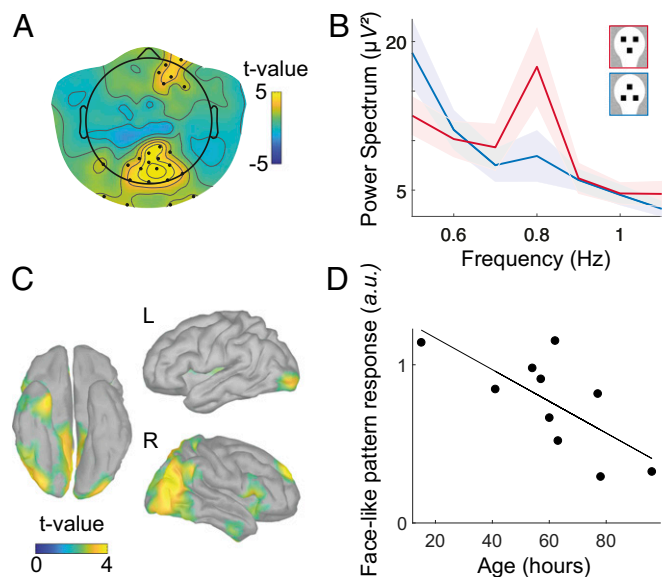 A
t-value
5
-5
B
Power Spectrum (µV²)
20
5
0.6
0.8
1
Frequency (Hz)
C
L
R
t-value
0
4
D
Face-like pattern response (a.u.)
1
0
20
40
60
80
Age (hours)